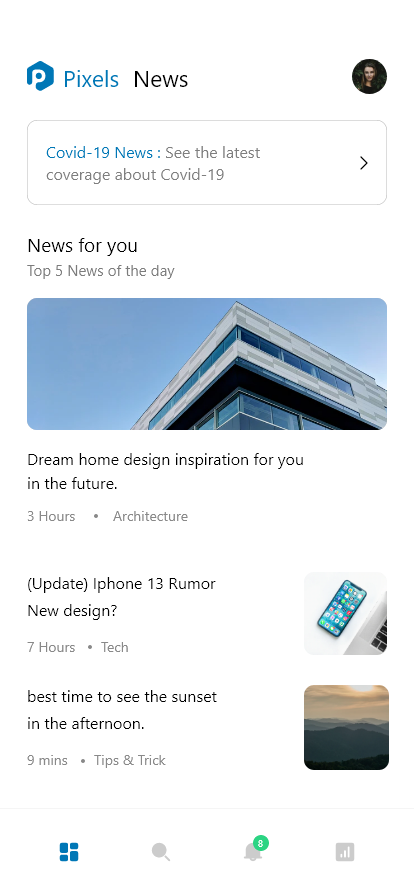 Pixels News
Covid-19 News : See the latest
coverage about Covid-19
News for you
Top 5 News of the day
Dream home design inspiration for you
in the future.
3 Hours • Architecture
(Update) Iphone 13 Rumor
New design?
7 Hours • Tech
best time to see the sunset
in the afternoon.
9 mins • Tips & Trick
8